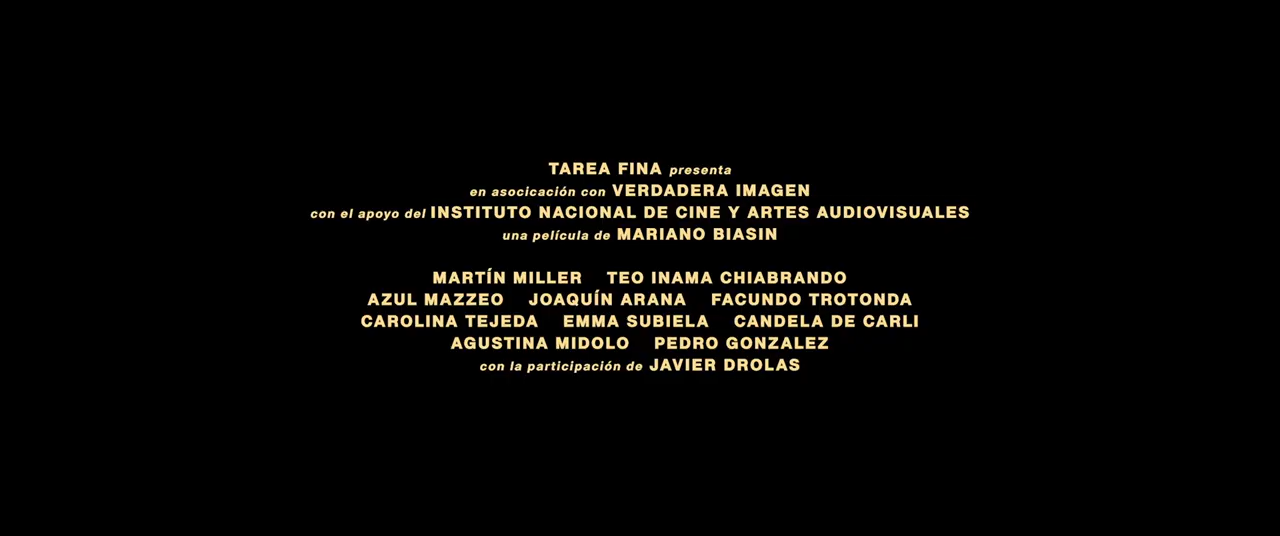 TAREA FINA presenta
en asocicación con VERDADERA IMAGEN
con el apoyo del INSTITUTO NACIONAL DE CINE Y ARTES AUDIOVISUALES
una película de MARIANO BIASIN
MARTÍN MILLER TEO INAMA CHIABRANDO
AZUL MAZZEO JOAQUÍN ARANA FACUNDO TROTONDA
CAROLINA TEJEDA EMMA SUBIELA CANDELA DE CARLI
AGUSTINA MIDOLO PEDRO GONZALEZ
con la participación de JAVIER DROLAS